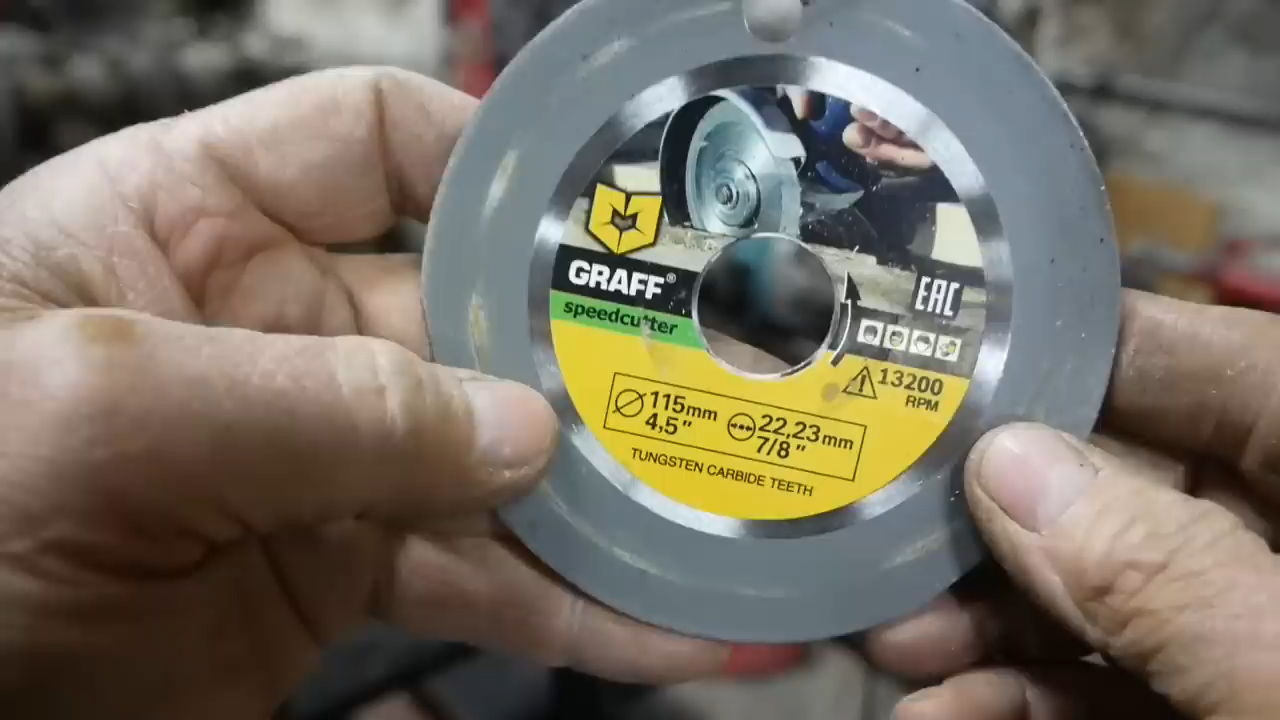 GRAFF®
speedcutter
EAC
13200
RPM
115mm
4,5"
22,23mm
7/8"
TUNGSTEN CARBIDE TEETH